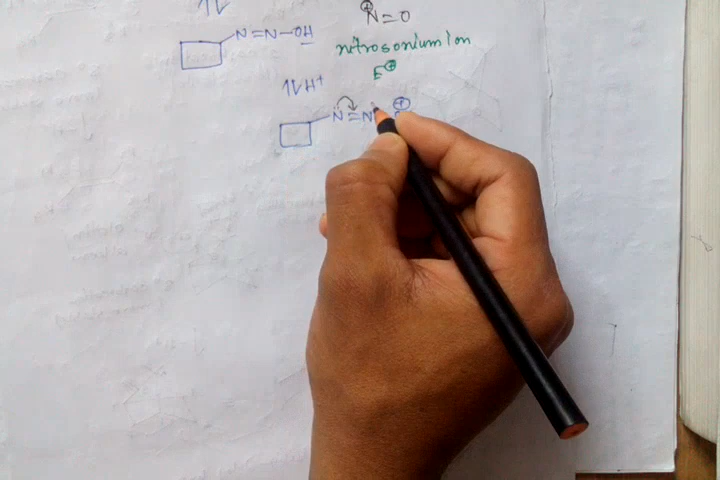 ⊕N=O
N=N-OH
nitrosonium Ion
E⊕
⇌H⁺
⊕
N=N